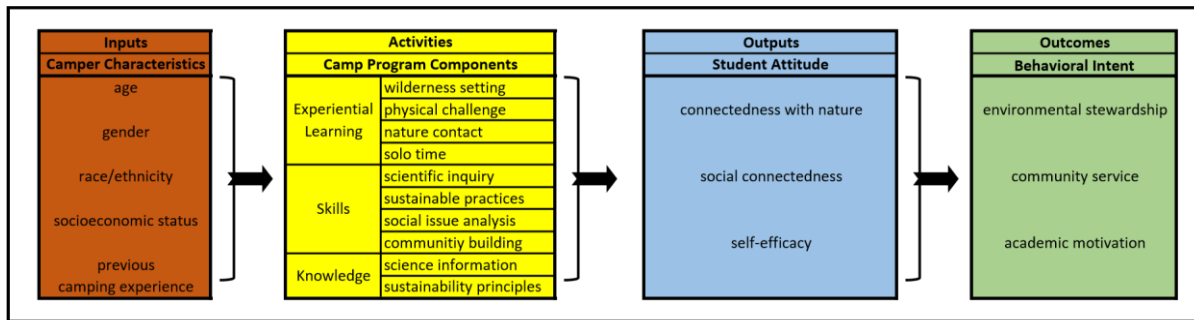 Inputs
Camper Characteristics
age
gender
race/ethnicity
socioeconomic status
previous
camping experience
Activities
Camp Program Components
Experiential
Learning
wilderness setting
physical challenge
nature contact
solo time
Skills
scientific inquiry
sustainable practices
social issue analysis
communitiy building
Knowledge
science information
sustainability principles
Outputs
Student Attitude
connectedness with nature
social connectedness
self-efficacy
Outcomes
Behavioral Intent
environmental stewardship
community service
academic motivation